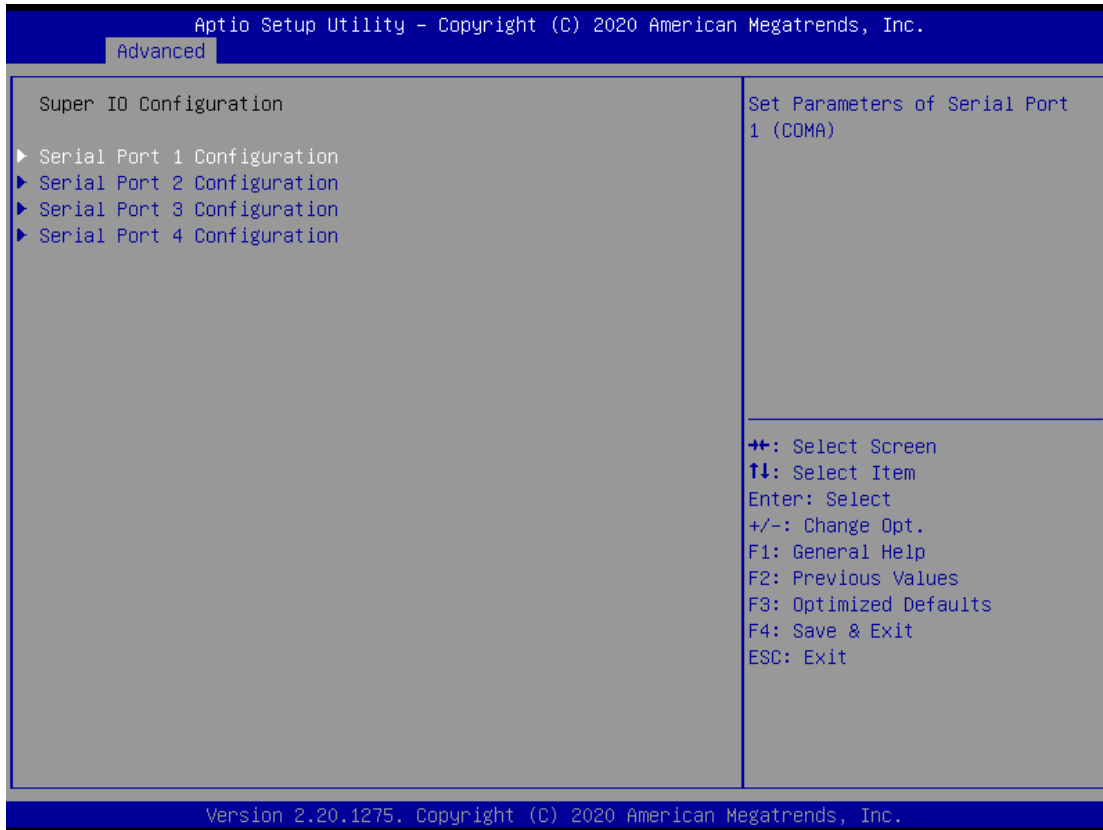 Aptio Setup Utility – Copyright (C) 2020 American Megatrends, Inc.
Advanced
Super IO Configuration
▶ Serial Port 1 Configuration
▶ Serial Port 2 Configuration
▶ Serial Port 3 Configuration
▶ Serial Port 4 Configuration
Set Parameters of Serial Port
1 (COMA)
→←: Select Screen
↑↓: Select Item
Enter: Select
+/-: Change Opt.
F1: General Help
F2: Previous Values
F3: Optimized Defaults
F4: Save & Exit
ESC: Exit
Version 2.20.1275. Copyright (C) 2020 American Megatrends, Inc.